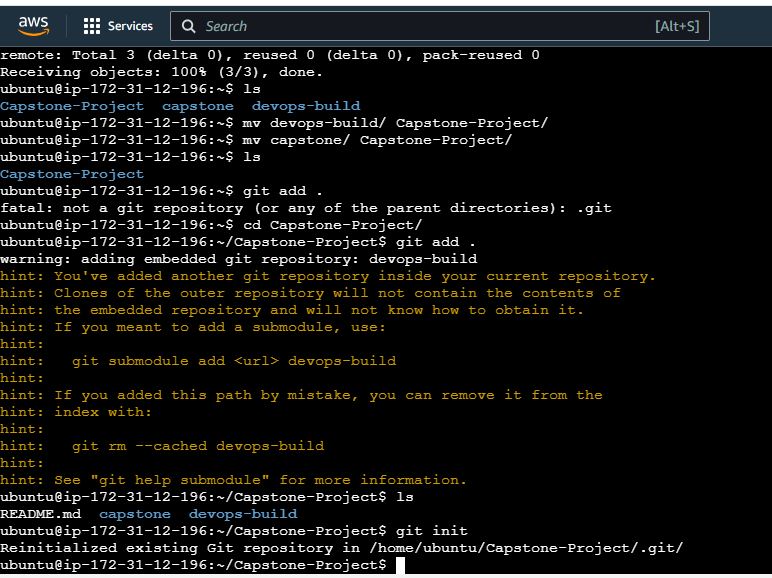 aws Services Search [Alt+S]
remote: Total 3 (delta 0), reused 0 (delta 0), pack-reused 0
Receiving objects: 100% (3/3), done.
ubuntu@ip-172-31-12-196:~$ ls
Capstone-Project  capstone  devops-build
ubuntu@ip-172-31-12-196:~$ mv devops-build/ Capstone-Project/
ubuntu@ip-172-31-12-196:~$ mv capstone/ Capstone-Project/
ubuntu@ip-172-31-12-196:~$ ls
Capstone-Project
ubuntu@ip-172-31-12-196:~$ git add .
fatal: not a git repository (or any of the parent directories): .git
ubuntu@ip-172-31-12-196:~$ cd Capstone-Project/
ubuntu@ip-172-31-12-196:~/Capstone-Project$ git add .
warning: adding embedded git repository: devops-build
hint: You've added another git repository inside your current repository.
hint: Clones of the outer repository will not contain the contents of
hint: the embedded repository and will not know how to obtain it.
hint: If you meant to add a submodule, use:
hint:
hint:   git submodule add <url> devops-build
hint:
hint: If you added this path by mistake, you can remove it from the
hint: index with:
hint:
hint:   git rm --cached devops-build
hint:
hint: See "git help submodule" for more information.
ubuntu@ip-172-31-12-196:~/Capstone-Project$ ls
README.md  capstone  devops-build
ubuntu@ip-172-31-12-196:~/Capstone-Project$ git init
Reinitialized existing Git repository in /home/ubuntu/Capstone-Project/.git/
ubuntu@ip-172-31-12-196:~/Capstone-Project$